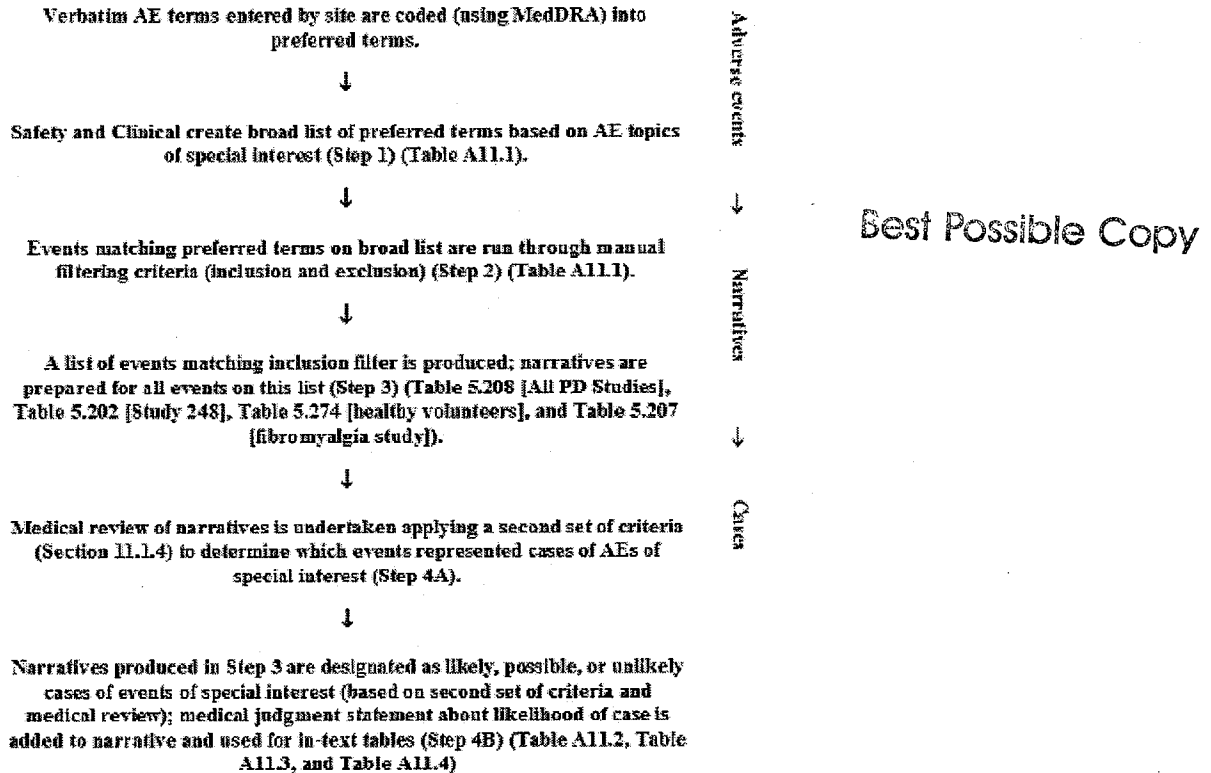 Verbatim AE terms entered by site are coded (using MedDRA) into
preferred terms.
↓
Safety and Clinical create broad list of preferred terms based on AE topics
of special interest (Step 1) (Table A11.1).
↓
Events matching preferred terms on broad list are run through manual
filtering criteria (inclusion and exclusion) (Step 2) (Table A11.1).
↓
A list of events matching inclusion filter is produced; narratives are
prepared for all events on this list (Step 3) (Table 5.208 [All PD Studies],
Table 5.202 [Study 248], Table 5.274 [healthy volunteers], and Table 5.207
[fibromyalgia study]).
↓
Medical review of narratives is undertaken applying a second set of criteria
(Section 11.1.4) to determine which events represented cases of AEs of
special interest (Step 4A).
↓
Narratives produced in Step 3 are designated as likely, possible, or unlikely
cases of events of special interest (based on second set of criteria and
medical review); medical judgment statement about likelihood of case is
added to narrative and used for in-text tables (Step 4B) (Table A11.2, Table
A11.3, and Table A11.4)
Adverse events
↓
Narratives
↓
Cases
Best Possible Copy